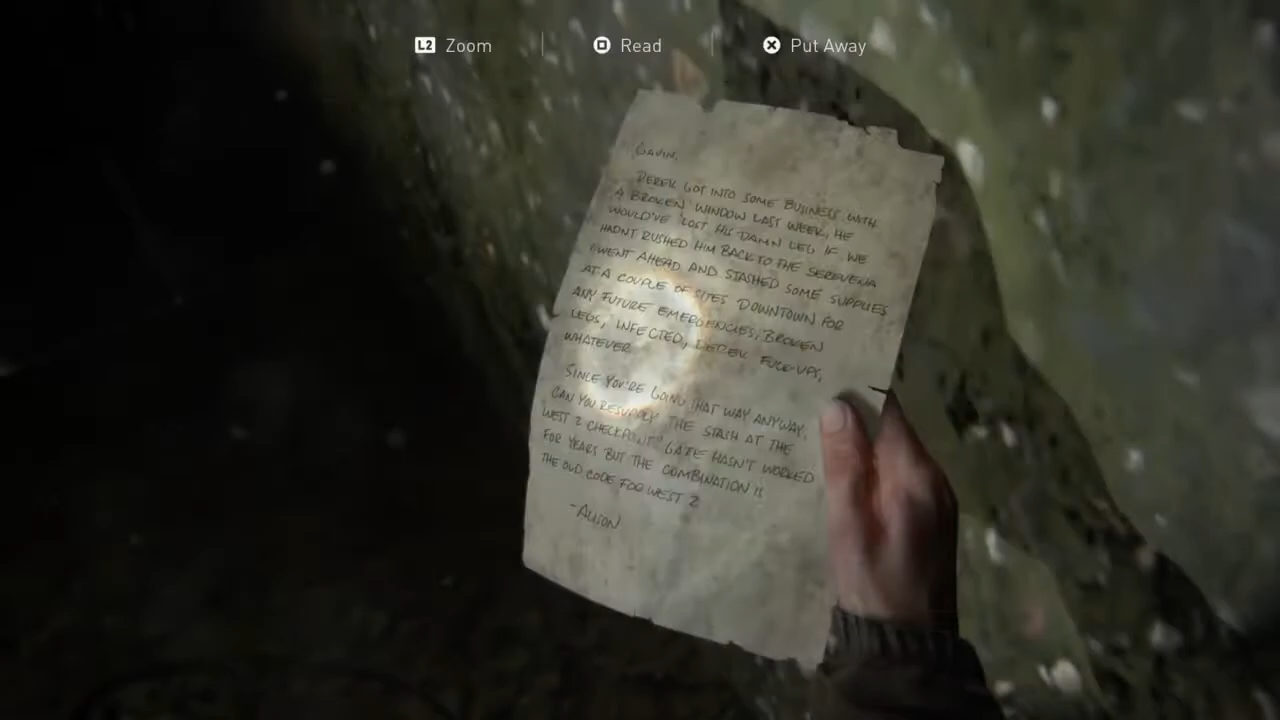 L2 Zoom
Read
Put Away
GAVIN,
DEREK GOT INTO SOME BUSINESS WITH
A BROKEN WINDOW LAST WEEK, HE
WOULD'VE LOST HIS DAMN LEG IF WE
HADNT RUSHED HIM BACK TO THE SEREVENA
I WENT AHEAD AND STASHED SOME SUPPLIES
AT A COUPLE OF SITES DOWNTOWN FOR
ANY FUTURE EMERGENCIES, BROKEN
LEGS, INFECTED, DEREK FUCK-UPS,
WHATEVER
SINCE YOU'RE GOING THAT WAY ANYWAY,
CAN YOU RESUPPLY THE STASH AT THE
WEST 2 CHECKPOINT? GATE HASN'T WORKED
FOR YEARS BUT THE COMBINATION IS
THE OLD CODE FOR WEST 2
-ALISON